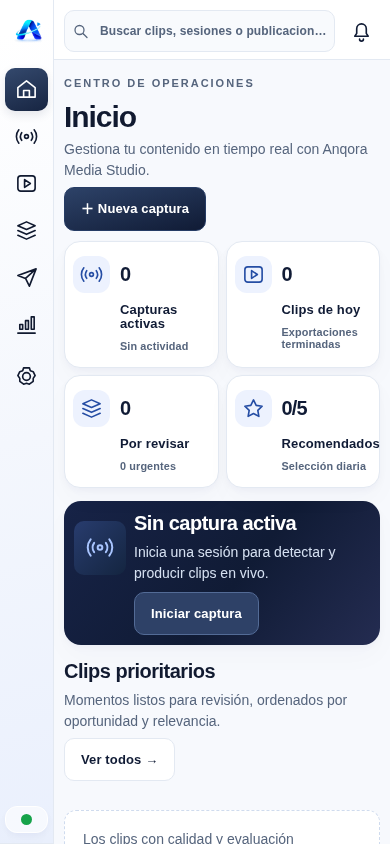 Buscar clips, sesiones o publicacion…
CENTRO DE OPERACIONES
Inicio
Gestiona tu contenido en tiempo real con Anqora
Media Studio.
Nueva captura
0
Capturas
activas
Sin actividad
0
Clips de hoy
Exportaciones
terminadas
0
Por revisar
0 urgentes
0/5
Recomendados
Selección diaria
Sin captura activa
Inicia una sesión para detectar y
producir clips en vivo.
Iniciar captura
Clips prioritarios
Momentos listos para revisión, ordenados por
oportunidad y relevancia.
Ver todos →
Los clips con calidad y evaluación